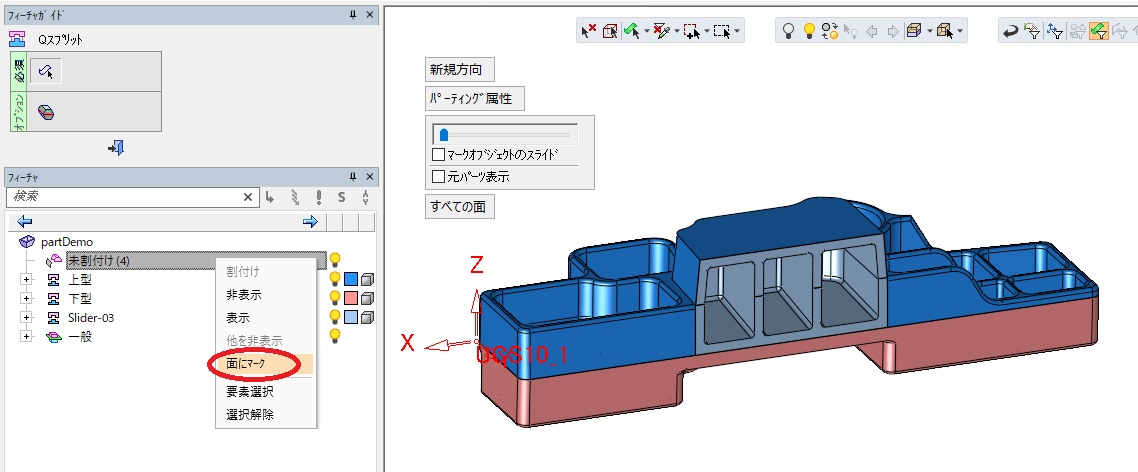 フィーチャガイド
Qスプリット
必須
オプション
フィーチャ
検索
S
partDemo
未割付け (4)
上型
下型
Slider-03
一般
割付け
非表示
表示
他を非表示
面にマーク
要素選択
選択解除
新規方向
パーティング属性
マークオブジェクトのスライド
元パーツ表示
すべての面
Z
X
UCS10_1